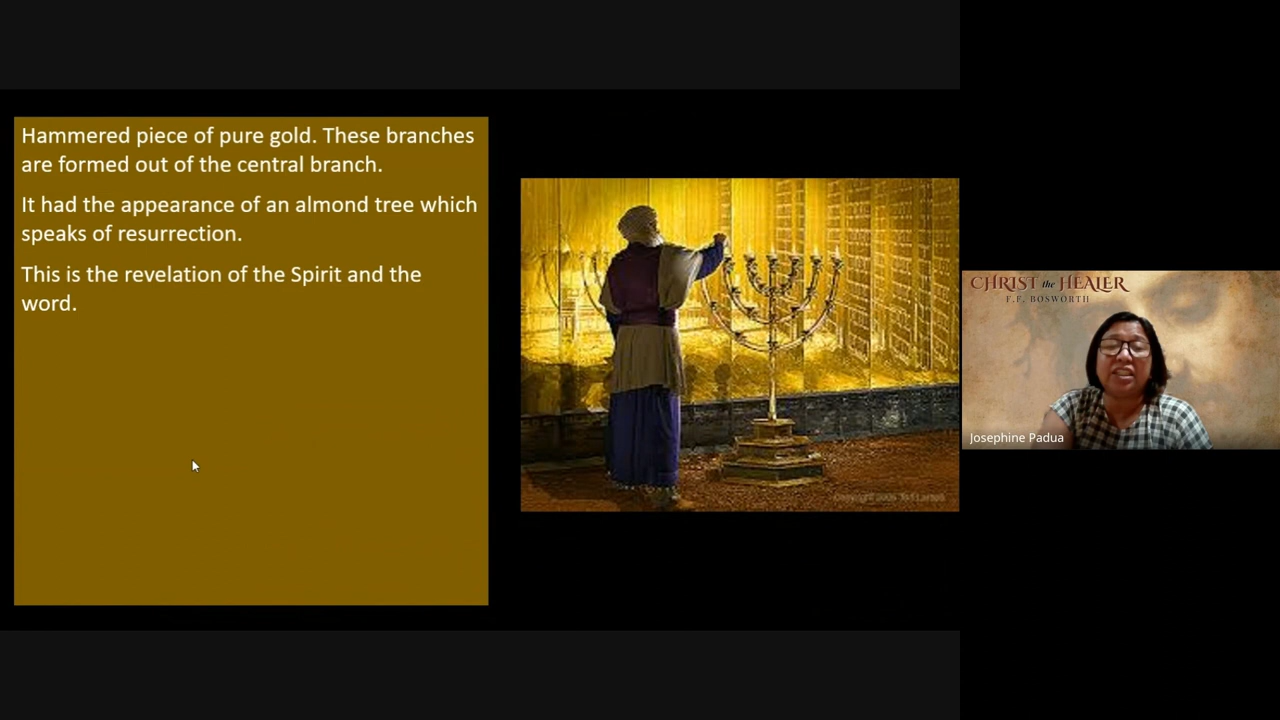 Hammered piece of pure gold. These branches
are formed out of the central branch.
It had the appearance of an almond tree which
speaks of resurrection.
This is the revelation of the Spirit and the
word.
CHRIST the HEALER
F.F. BOSWORTH
Josephine Padua